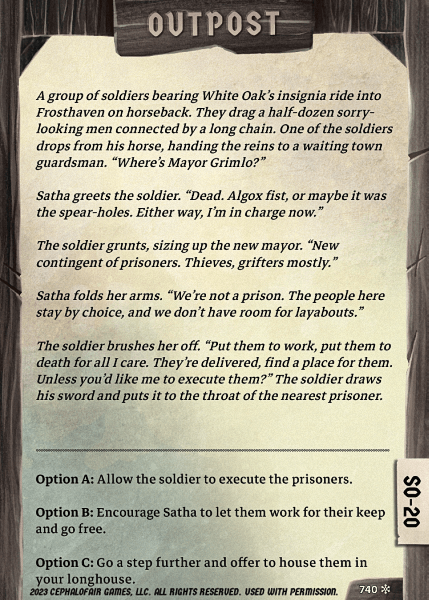 OUTPOST
A group of soldiers bearing White Oak's insignia ride into
Frosthaven on horseback. They drag a half-dozen sorry-
looking men connected by a long chain. One of the soldiers
drops from his horse, handing the reins to a waiting town
guardsman. “Where's Mayor Grimlo?”
Satha greets the soldier. “Dead. Algox fist, or maybe it was
the spear-holes. Either way, I'm in charge now.”
The soldier grunts, sizing up the new mayor. “New
contingent of prisoners. Thieves, grifters mostly.”
Satha folds her arms. “We're not a prison. The people here
stay by choice, and we don't have room for layabouts.”
The soldier brushes her off. “Put them to work, put them to
death for all I care. They're delivered, find a place for them.
Unless you'd like me to execute them?” The soldier draws
his sword and puts it to the throat of the nearest prisoner.
Option A: Allow the soldier to execute the prisoners.
Option B: Encourage Satha to let them work for their keep
and go free.
Option C: Go a step further and offer to house them in
your longhouse.
SO-20
2023 CEPHALOFAIR GAMES, LLC. ALL RIGHTS RESERVED. USED WITH PERMISSION.
740